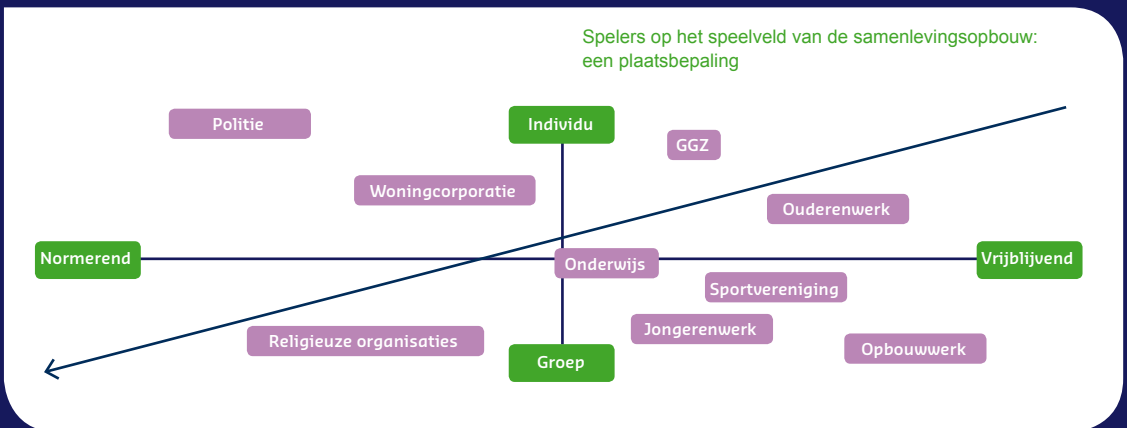 Spelers op het speelveld van de samenlevingsopbouw:
een plaatsbepaling
Politie
Individu
GGZ
Woningcorporatie
Ouderenwerk
Normerend
Onderwijs
Vrijblijvend
Sportvereniging
Jongerenwerk
Religieuze organisaties
Opbouwwerk
Groep